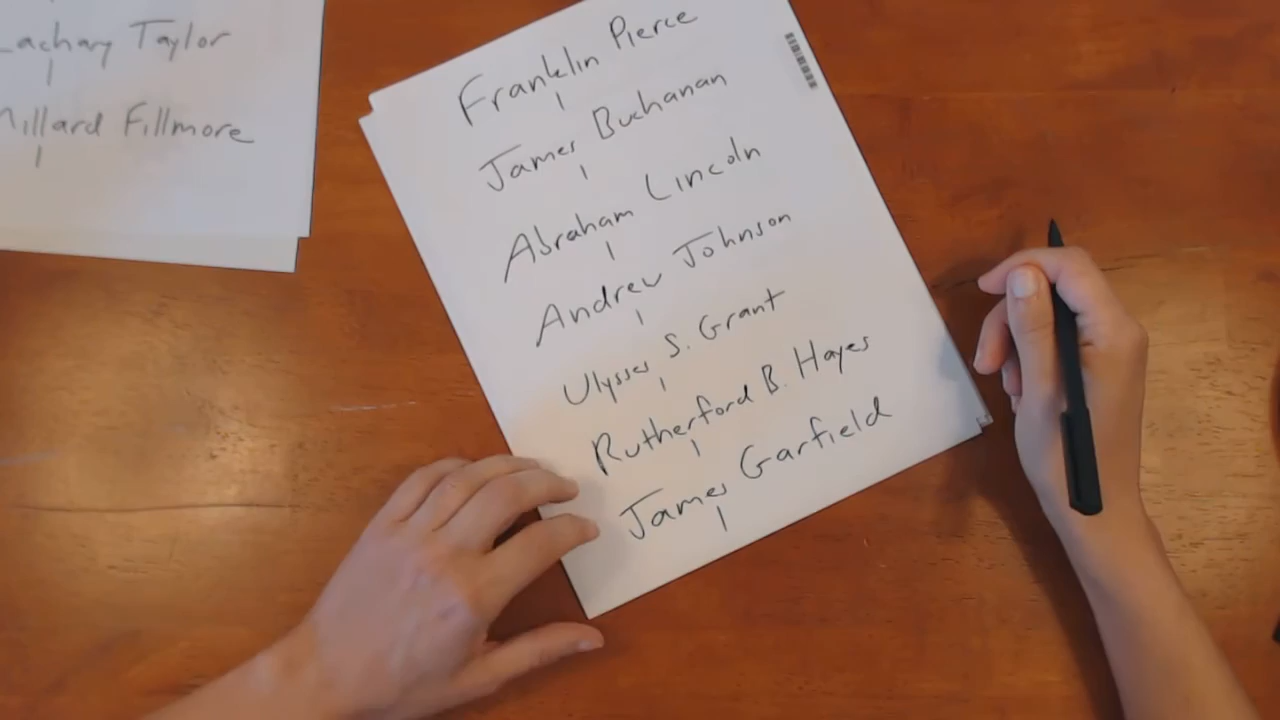 Zachary Taylor
Millard Fillmore
Franklin Pierce
James Buchanan
Abraham Lincoln
Andrew Johnson
Ulysses S. Grant
Rutherford B. Hayes
James Garfield